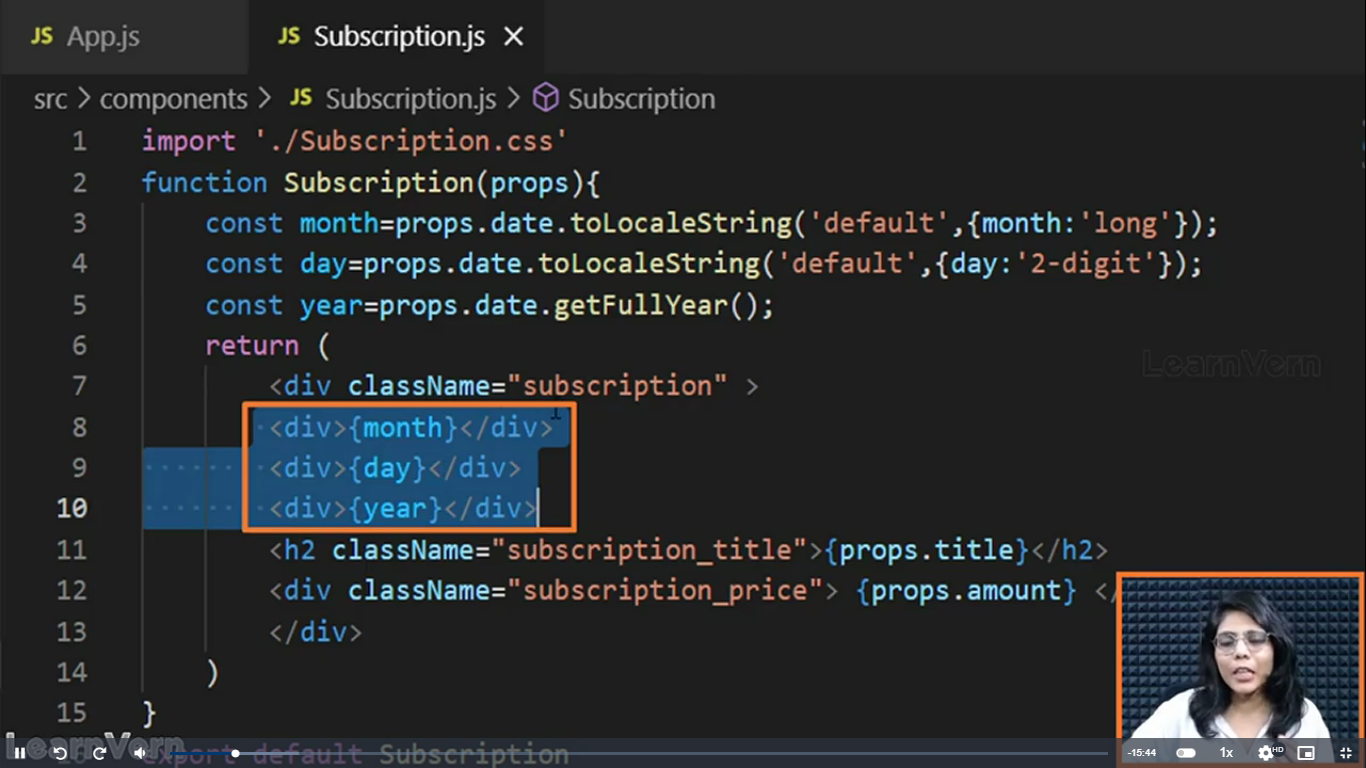 JS App.js JS Subscription.js
src > components > JS Subscription.js > Subscription
1 import './Subscription.css'
2 function Subscription(props){
3 const month=props.date.toLocaleString('default',{month:'long'});
4 const day=props.date.toLocaleString('default',{day:'2-digit'});
5 const year=props.date.getFullYear();
6 return (
LearnVern
7 <div className="subscription" >
8 <div>{month}</div>
9 <div>{day}</div>
10 <div>{year}</div>
11 <h2 className="subscription_title">{props.title}</h2>
12 <div className="subscription_price"> {props.amount} </
13 </div>
14 )
15 }
LearnVern
export default Subscription
-15:44 1x HD